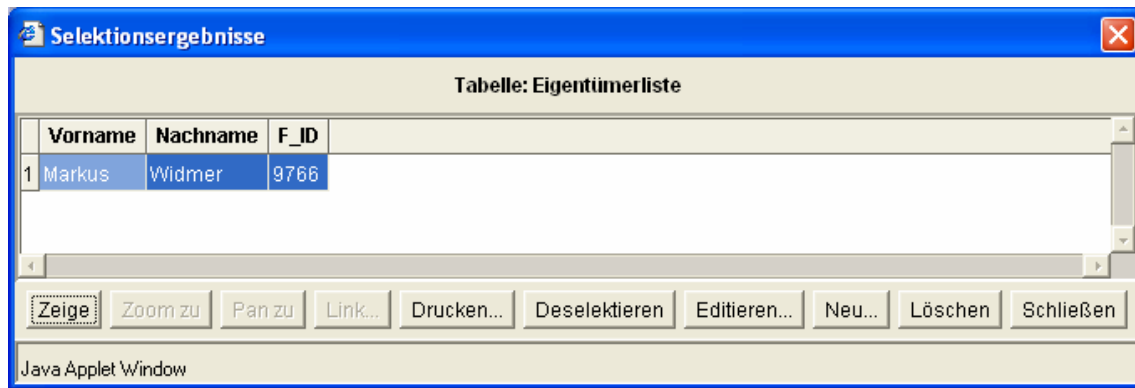 Selektionsergebnisse
Tabelle: Eigentümerliste
Vorname Nachname F_ID
1 Markus Widmer 9766
Zeige Zoom zu Pan zu Link... Drucken... Deselektieren Editieren... Neu... Löschen Schließen
Java Applet Window